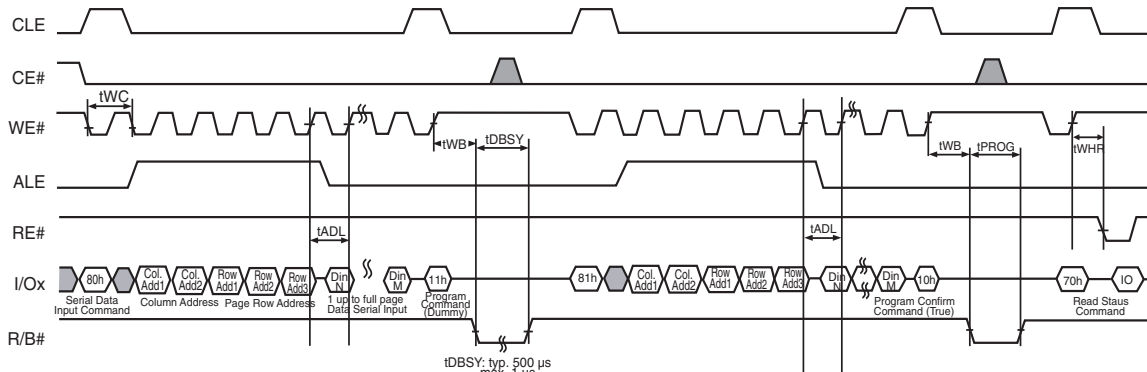 CLE
CE#
tWC
WE#
tWB
tDBSY
tWB
tPROG
tWHR
ALE
RE#
tADL
tADL
I/Ox
80h
Col. Add1
Col. Add2
Row Add1
Row Add2
Row Add3
Din N
Din M
11h
81h
Col. Add1
Col. Add2
Row Add1
Row Add2
Row Add3
Din N
Din M
10h
70h
IO
Serial Data
Input Command
Column Address
Page Row Address
1 up to full page
Data Serial Input
Program
Command
(Dummy)
Program Confirm
Command (True)
Read Staus
Command
R/B#
tDBSY: typ. 500 µs
max. 1 µs